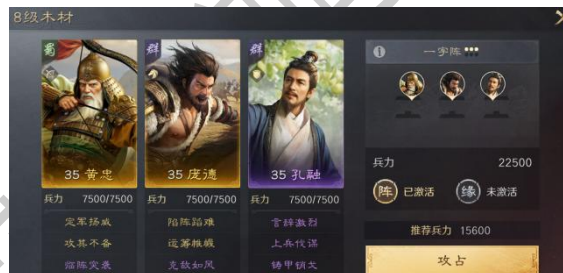 8级木材
蜀
群
群
35 黄忠
35 庞德
35 孔融
兵力 7500/7500
兵力 7500/7500
兵力 7500/7500
定军扬威
陷阵蹈难
言辞激烈
攻其不备
运筹帷幄
上兵伐谋
临阵突袭
克敌如风
铸甲销戈
1 一字阵
兵力 22500
阵 已激活
缘 未激活
推荐兵力 15600
攻占